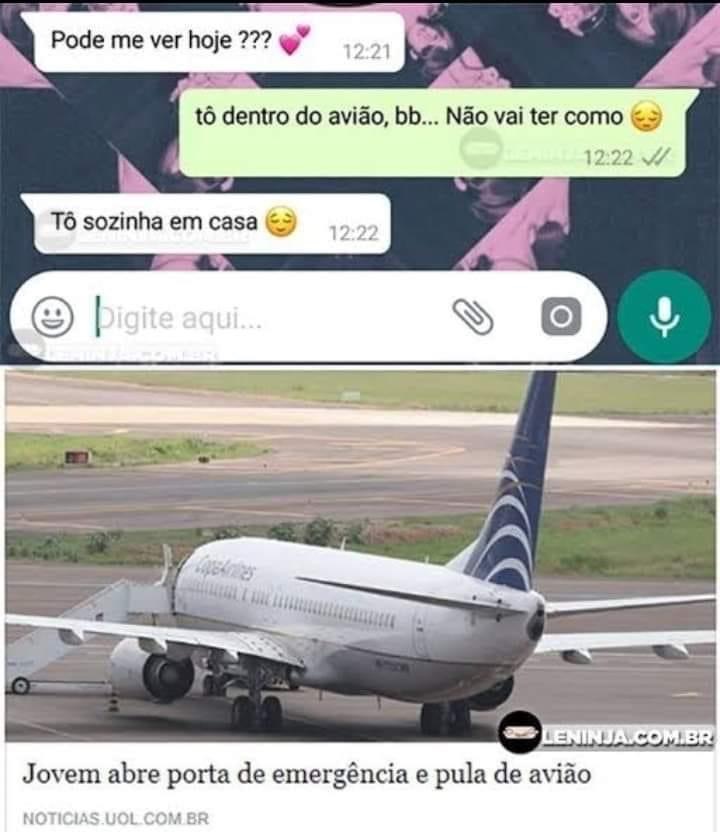 Pode me ver hoje ??? 💕
12:21
tô dentro do avião, bb... Não vai ter como 😔
12:22
Tô sozinha em casa 😌
12:22
Digite aqui...
CopaAirlines
LENINJA.COM.BR
Jovem abre porta de emergência e pula de avião
NOTICIAS.UOL.COM.BR